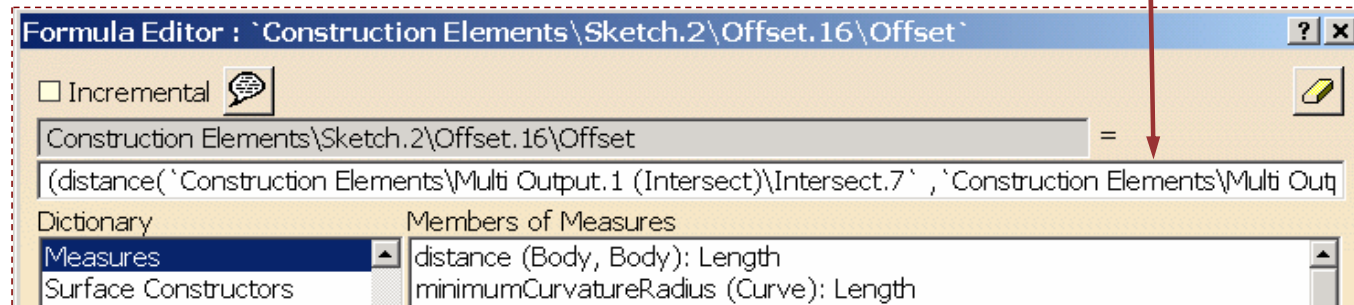 Formula Editor : `Construction Elements\Sketch.2\Offset.16\Offset`
? x
Incremental
Construction Elements\Sketch.2\Offset.16\Offset =
(distance(`Construction Elements\Multi Output.1 (Intersect)\Intersect.7` ,`Construction Elements\Multi Out
Dictionary Members of Measures
Measures distance (Body, Body): Length
Surface Constructors minimumCurvatureRadius (Curve): Length